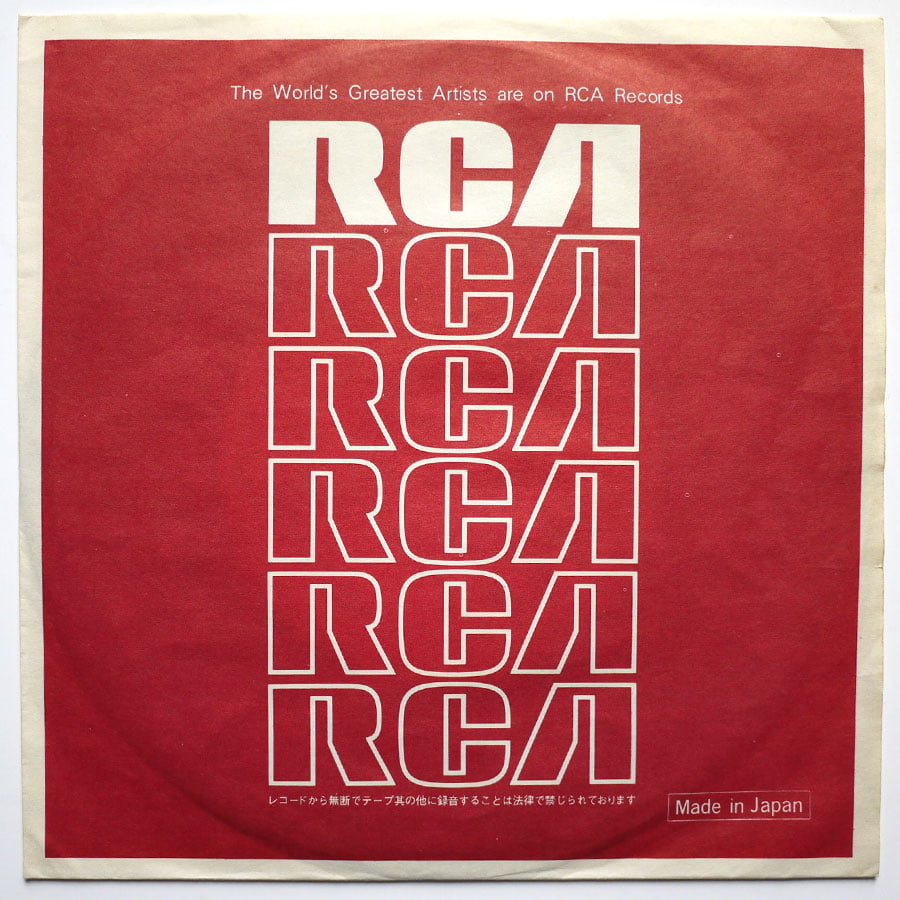 The World's Greatest Artists are on RCA Records
RCA
RCA
RCA
RCA
RCA
RCA
レコードから無断でテープ其の他に録音することは法律で禁じられております
Made in Japan